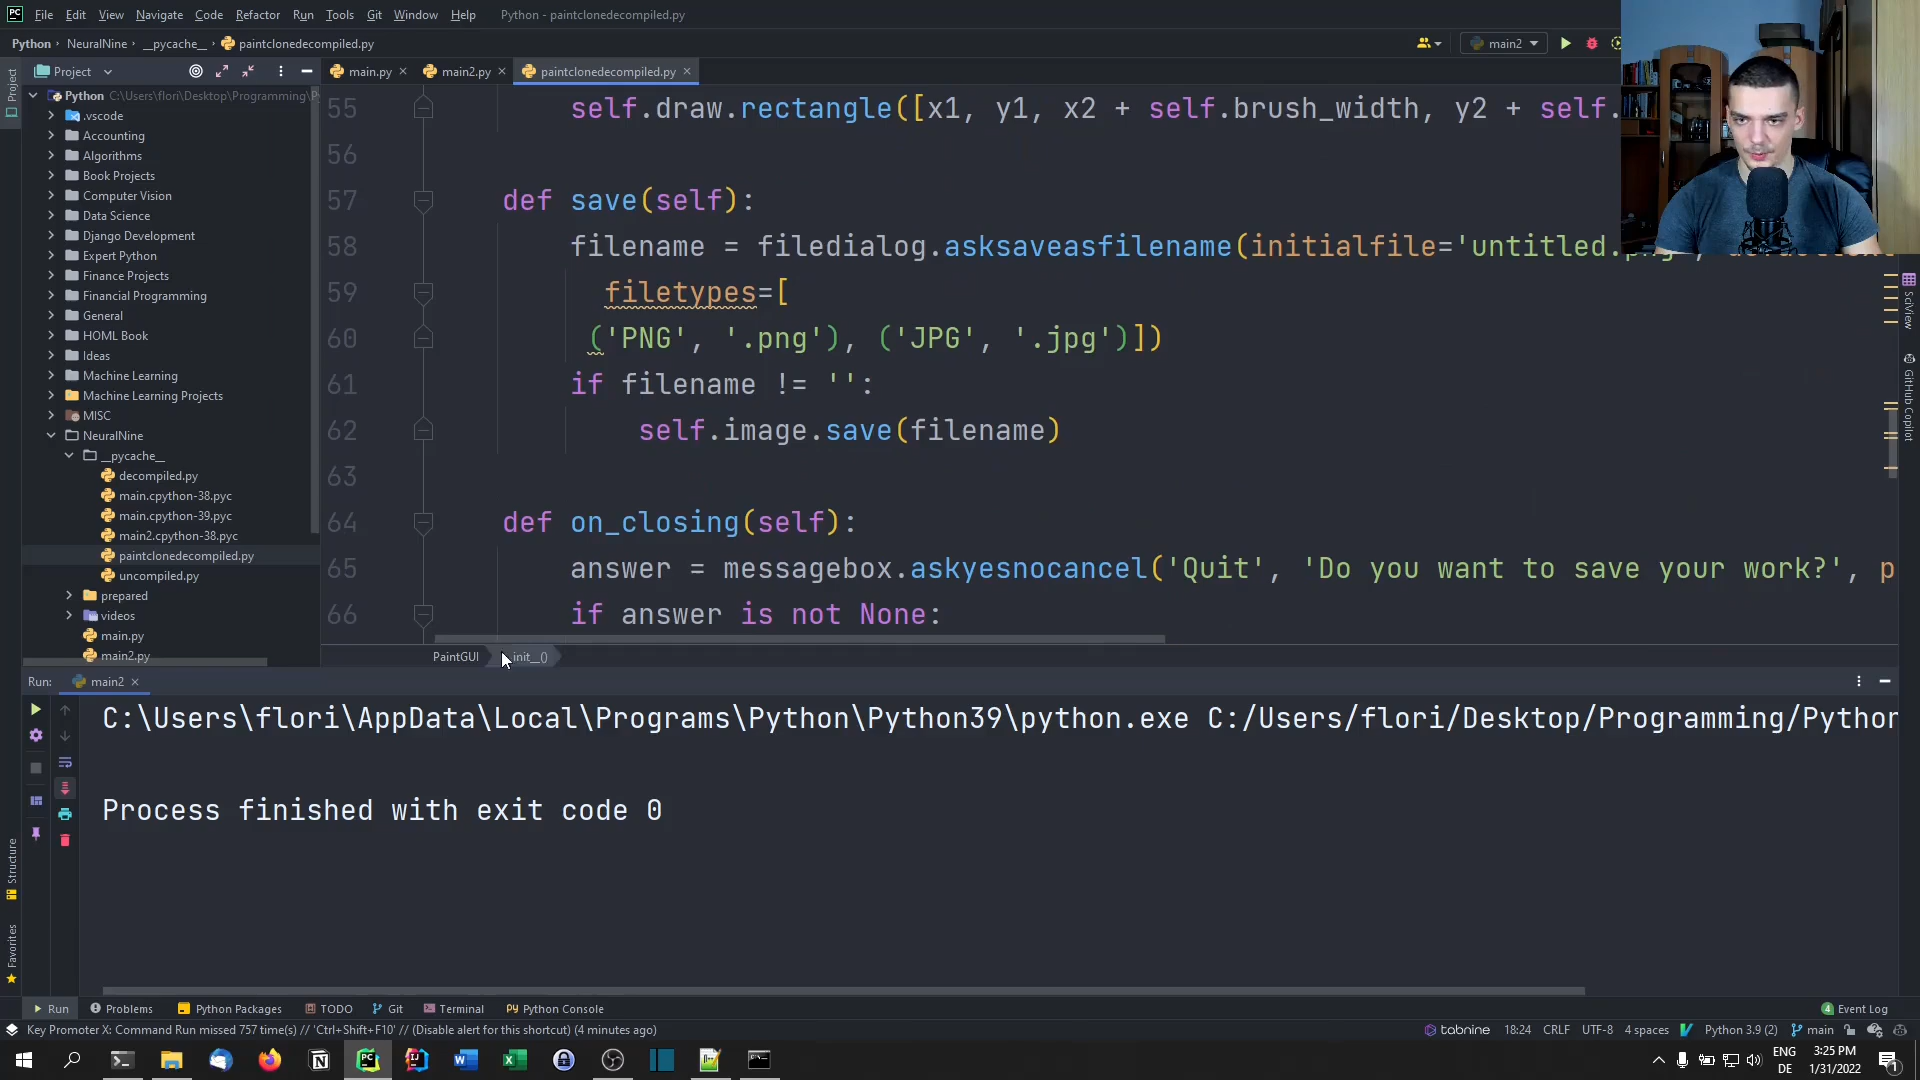 File Edit View Navigate Code Refactor Run Tools Git Window Help Python - paintclonedecompiled.py
Python NeuralNine __pycache__ paintclonedecompiled.py
main2
Project
main.py main2.py paintclonedecompiled.py
Project
Python C:\Users\flori\Desktop\Programming\P
.vscode
Accounting
Algorithms
Book Projects
Computer Vision
Data Science
Django Development
Expert Python
Finance Projects
Financial Programming
General
HOML Book
Ideas
Machine Learning
Machine Learning Projects
MISC
NeuralNine
__pycache__
decompiled.py
main.cpython-38.pyc
main.cpython-39.pyc
main2.cpython-38.pyc
paintclonedecompiled.py
uncompiled.py
prepared
videos
main.py
main2.py
55 self.draw.rectangle([x1, y1, x2 + self.brush_width, y2 + self.
56
57 def save(self):
58 filename = filedialog.asksaveasfilename(initialfile='untitled.png',
59 filetypes=[
60 ('PNG', '.png'), ('JPG', '.jpg')])
61 if filename != '':
62 self.image.save(filename)
63
64 def on_closing(self):
65 answer = messagebox.askyesnocancel('Quit', 'Do you want to save your work?', p
66 if answer is not None:
PaintGUI init__()
SciView
GitHub Copilot
Run: main2
C:\Users\flori\AppData\Local\Programs\Python\Python39\python.exe C:/Users/flori/Desktop/Programming/Python
Process finished with exit code 0
Structure
Favorites
Run Problems Python Packages TODO Git Terminal Python Console 4 Event Log
Key Promoter X: Command Run missed 757 time(s) // 'Ctrl+Shift+F10' // (Disable alert for this shortcut) (4 minutes ago)
tabnine 18:24 CRLF UTF-8 4 spaces Python 3.9 (2) main
ENG
DE
3:25 PM
1/31/2022
1